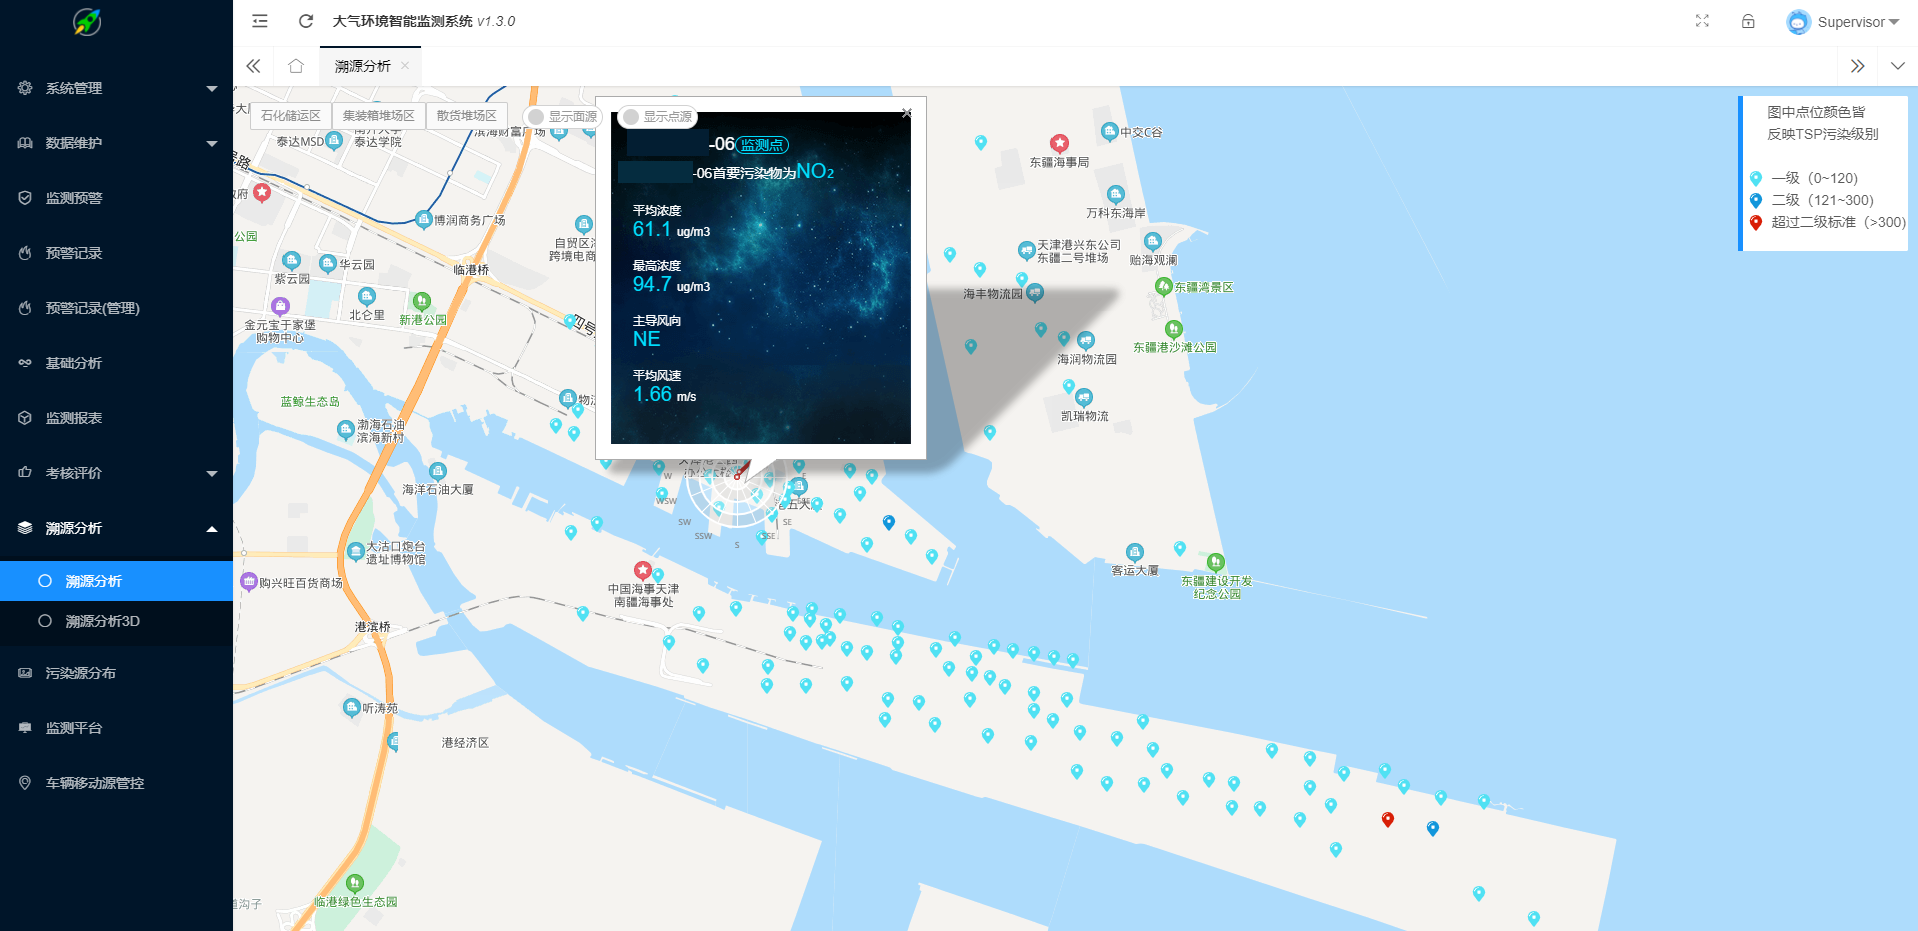 大气环境智能监测系统 v1.3.0
Supervisor
溯源分析
系统管理
数据维护
监测预警
预警记录
预警记录(管理)
基础分析
监测报表
考核评价
溯源分析
溯源分析
溯源分析3D
污染源分布
监测平台
车辆移动源管控
石化储运区
集装箱堆场区
散货堆场区
显示面源
显示点源
-06监测点
-06首要污染物为NO₂
平均浓度
61.1 ug/m3
最高浓度
94.7 ug/m3
主导风向
NE
平均风速
1.66 m/s
图中点位颜色皆
反映TSP污染级别
一级（0~120)
二级（121~300)
超过二级标准（>300)
泰达MSD
泰达学院
博润商务广场
紫云园
华云园
北仑里
新港公园
金元宝于家堡
购物中心
临港桥
蓝鲸生态岛
渤海石油
滨海新村
海洋石油大厦
大沽口炮台
遗址博物馆
购兴旺百货商场
港滨桥
听涛苑
港经济区
临港绿色生态园
道沟子
中国海事天津
南疆海事处
W
WSW
SW
SSW
S
SSE
SE
E
中交C谷
东疆海事局
万科东海岸
天津港兴东公司
东疆二号堆场
贻海观澜
海丰物流园
东疆湾景区
东疆港沙滩公园
海润物流园
凯瑞物流
客运大厦
东疆建设开发
纪念公园